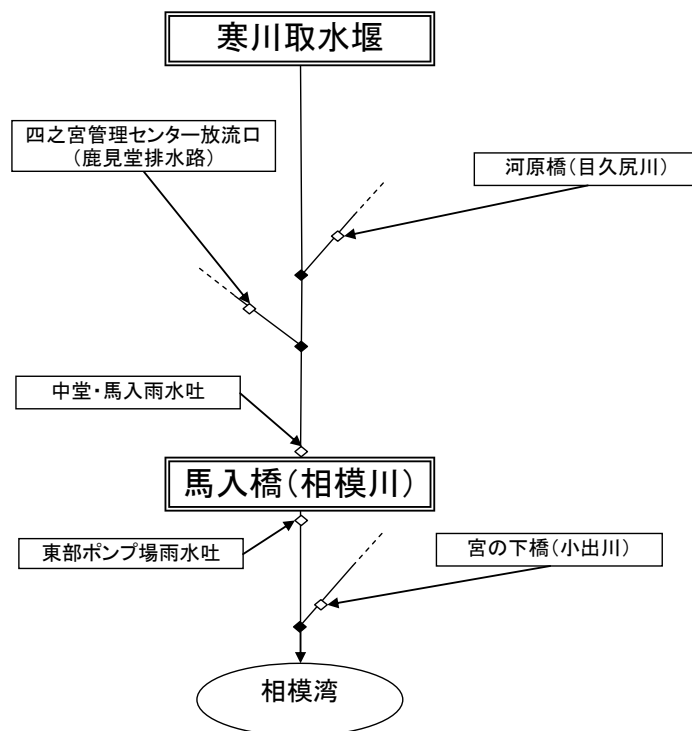 寒川取水堰
四之宮管理センター放流口
(鹿見堂排水路)
河原橋(目久尻川)
中堂・馬入雨水吐
馬入橋(相模川)
東部ポンプ場雨水吐
宮の下橋(小出川)
相模湾